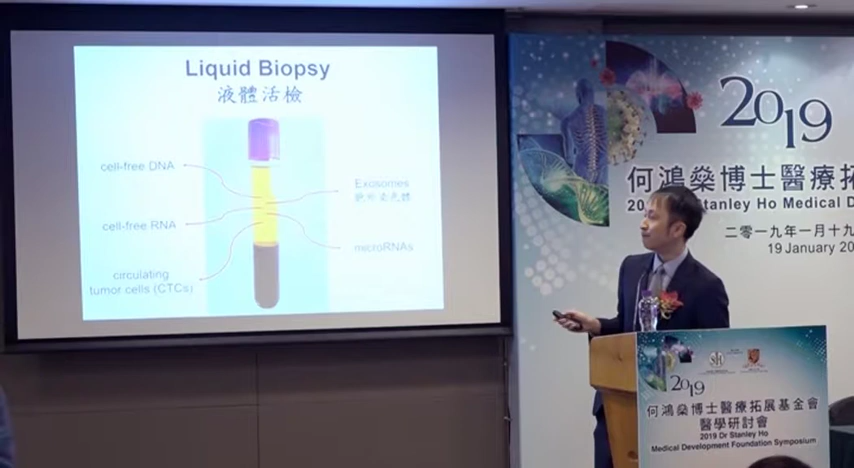 Liquid Biopsy
液體活檢
cell-free DNA
cell-free RNA
circulating
tumor cells (CTCs)
Exosomes
microRNAs
2019
何鴻燊博士醫療拓
Stanley Ho Medical
二零一九年一月十九
19 January
2019
何鴻燊博士醫療拓展基金會
醫學研討會
2019 Dr Stanley Ho
Medical Development Foundation Symposium